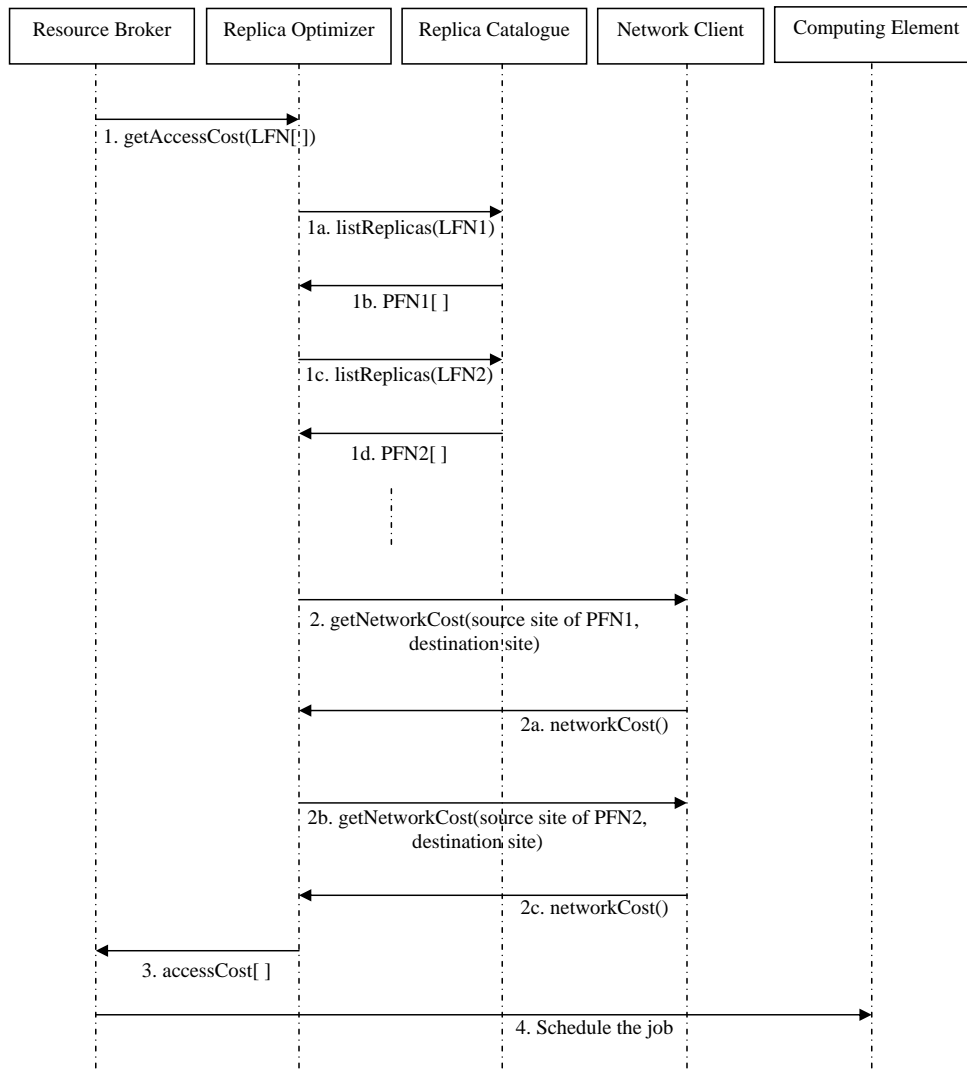 Resource Broker
Replica Optimizer
Replica Catalogue
Network Client
Computing Element
1. getAccessCost(LFN[ ])
1a. listReplicas(LFN1)
1b. PFN1[ ]
1c. listReplicas(LFN2)
1d. PFN2[ ]
2. getNetworkCost(source site of PFN1,
destination site)
2a. networkCost()
2b. getNetworkCost(source site of PFN2,
destination site)
2c. networkCost()
3. accessCost[ ]
4. Schedule the job